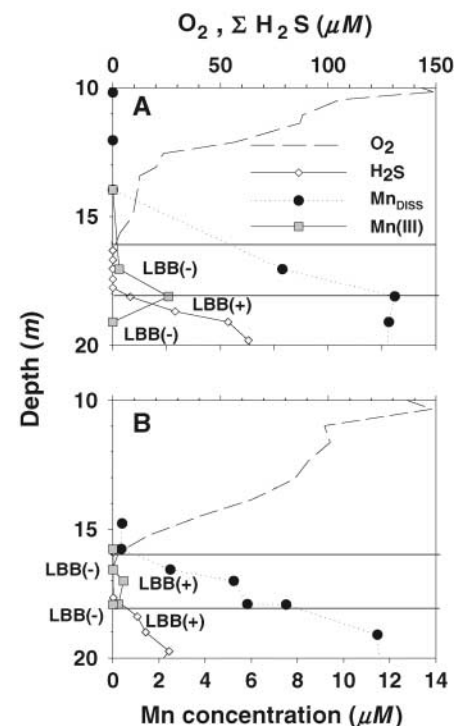 O₂ , Σ H₂S (μM)
0 50 100 150
10
A
O₂
H₂S
Mn_DISS
Mn(III)
15
LBB(-)
LBB(+)
LBB(-)
20
Depth (m)
10
B
15
LBB(-)
LBB(+)
LBB(-)
LBB(+)
20
0 2 4 6 8 10 12 14
Mn concentration (μM)